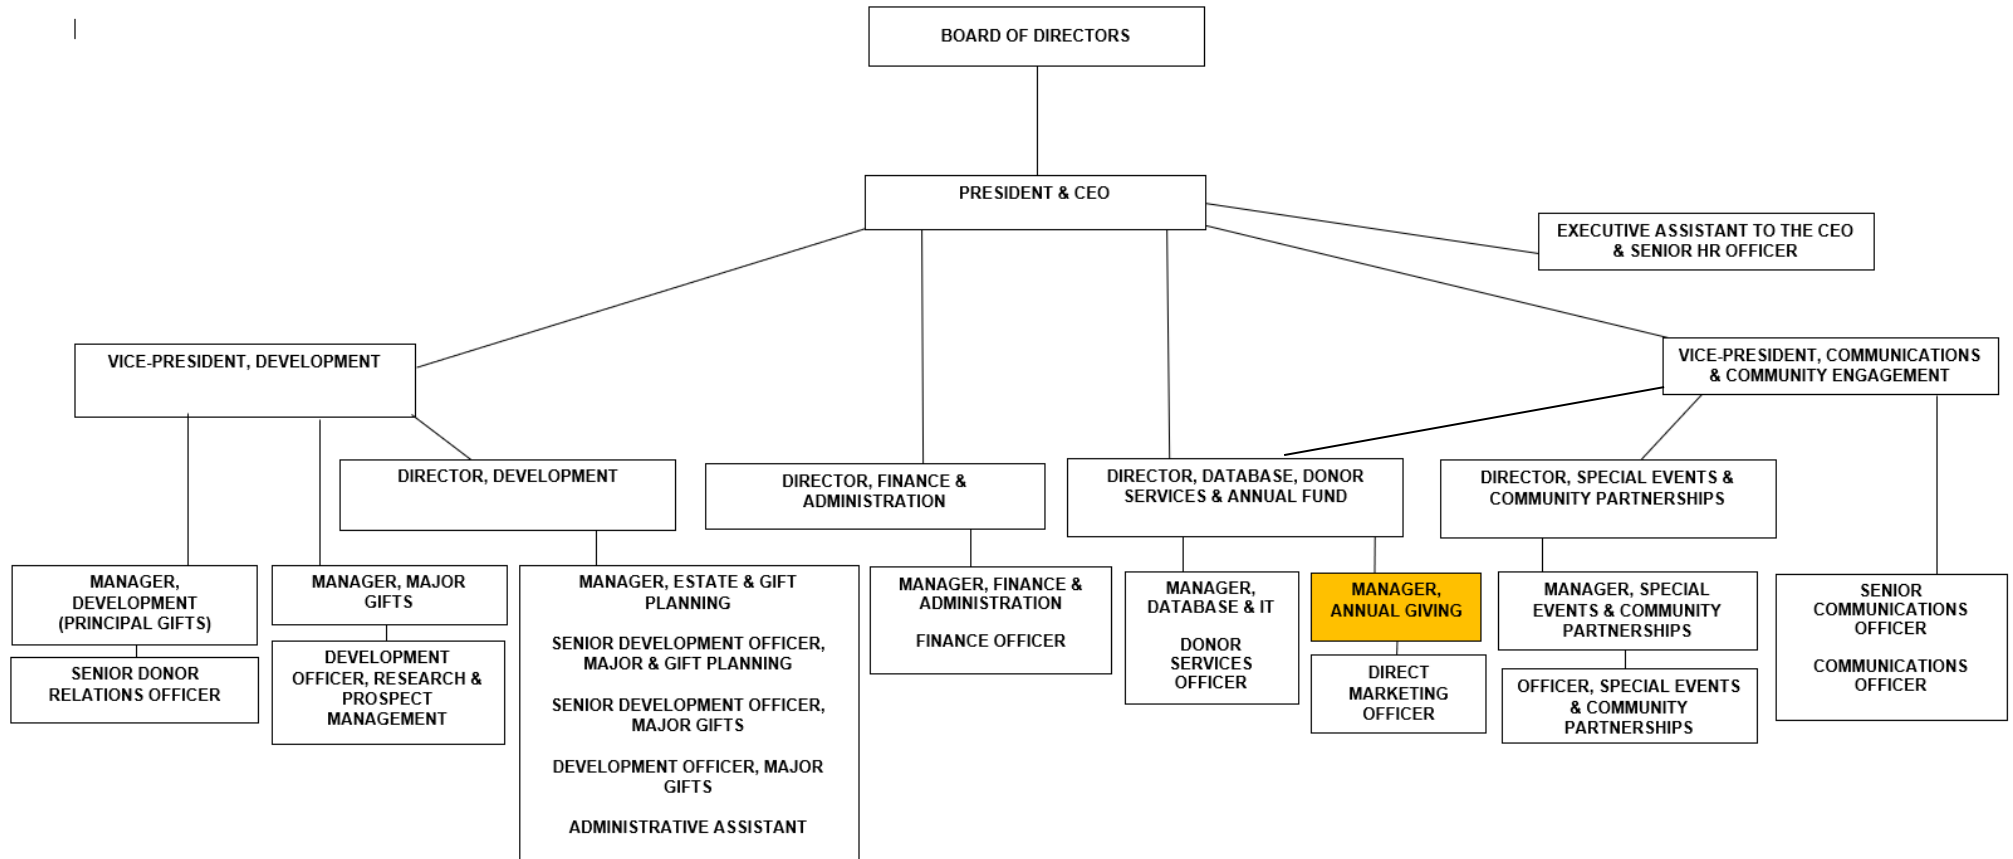 BOARD OF DIRECTORS
PRESIDENT & CEO
EXECUTIVE ASSISTANT TO THE CEO
& SENIOR HR OFFICER
VICE-PRESIDENT, DEVELOPMENT
VICE-PRESIDENT, COMMUNICATIONS
& COMMUNITY ENGAGEMENT
DIRECTOR, DEVELOPMENT
DIRECTOR, FINANCE &
ADMINISTRATION
DIRECTOR, DATABASE, DONOR
SERVICES & ANNUAL FUND
DIRECTOR, SPECIAL EVENTS &
COMMUNITY PARTNERSHIPS
MANAGER,
DEVELOPMENT
(PRINCIPAL GIFTS)
SENIOR DONOR
RELATIONS OFFICER
MANAGER, MAJOR
GIFTS
DEVELOPMENT
OFFICER, RESEARCH &
PROSPECT
MANAGEMENT
MANAGER, ESTATE & GIFT
PLANNING
SENIOR DEVELOPMENT OFFICER,
MAJOR & GIFT PLANNING
SENIOR DEVELOPMENT OFFICER,
MAJOR GIFTS
DEVELOPMENT OFFICER, MAJOR
GIFTS
ADMINISTRATIVE ASSISTANT
MANAGER, FINANCE &
ADMINISTRATION
FINANCE OFFICER
MANAGER,
DATABASE & IT
DONOR
SERVICES
OFFICER
MANAGER,
ANNUAL GIVING
DIRECT
MARKETING
OFFICER
MANAGER, SPECIAL
EVENTS & COMMUNITY
PARTNERSHIPS
OFFICER, SPECIAL EVENTS
& COMMUNITY
PARTNERSHIPS
SENIOR
COMMUNICATIONS
OFFICER
COMMUNICATIONS
OFFICER